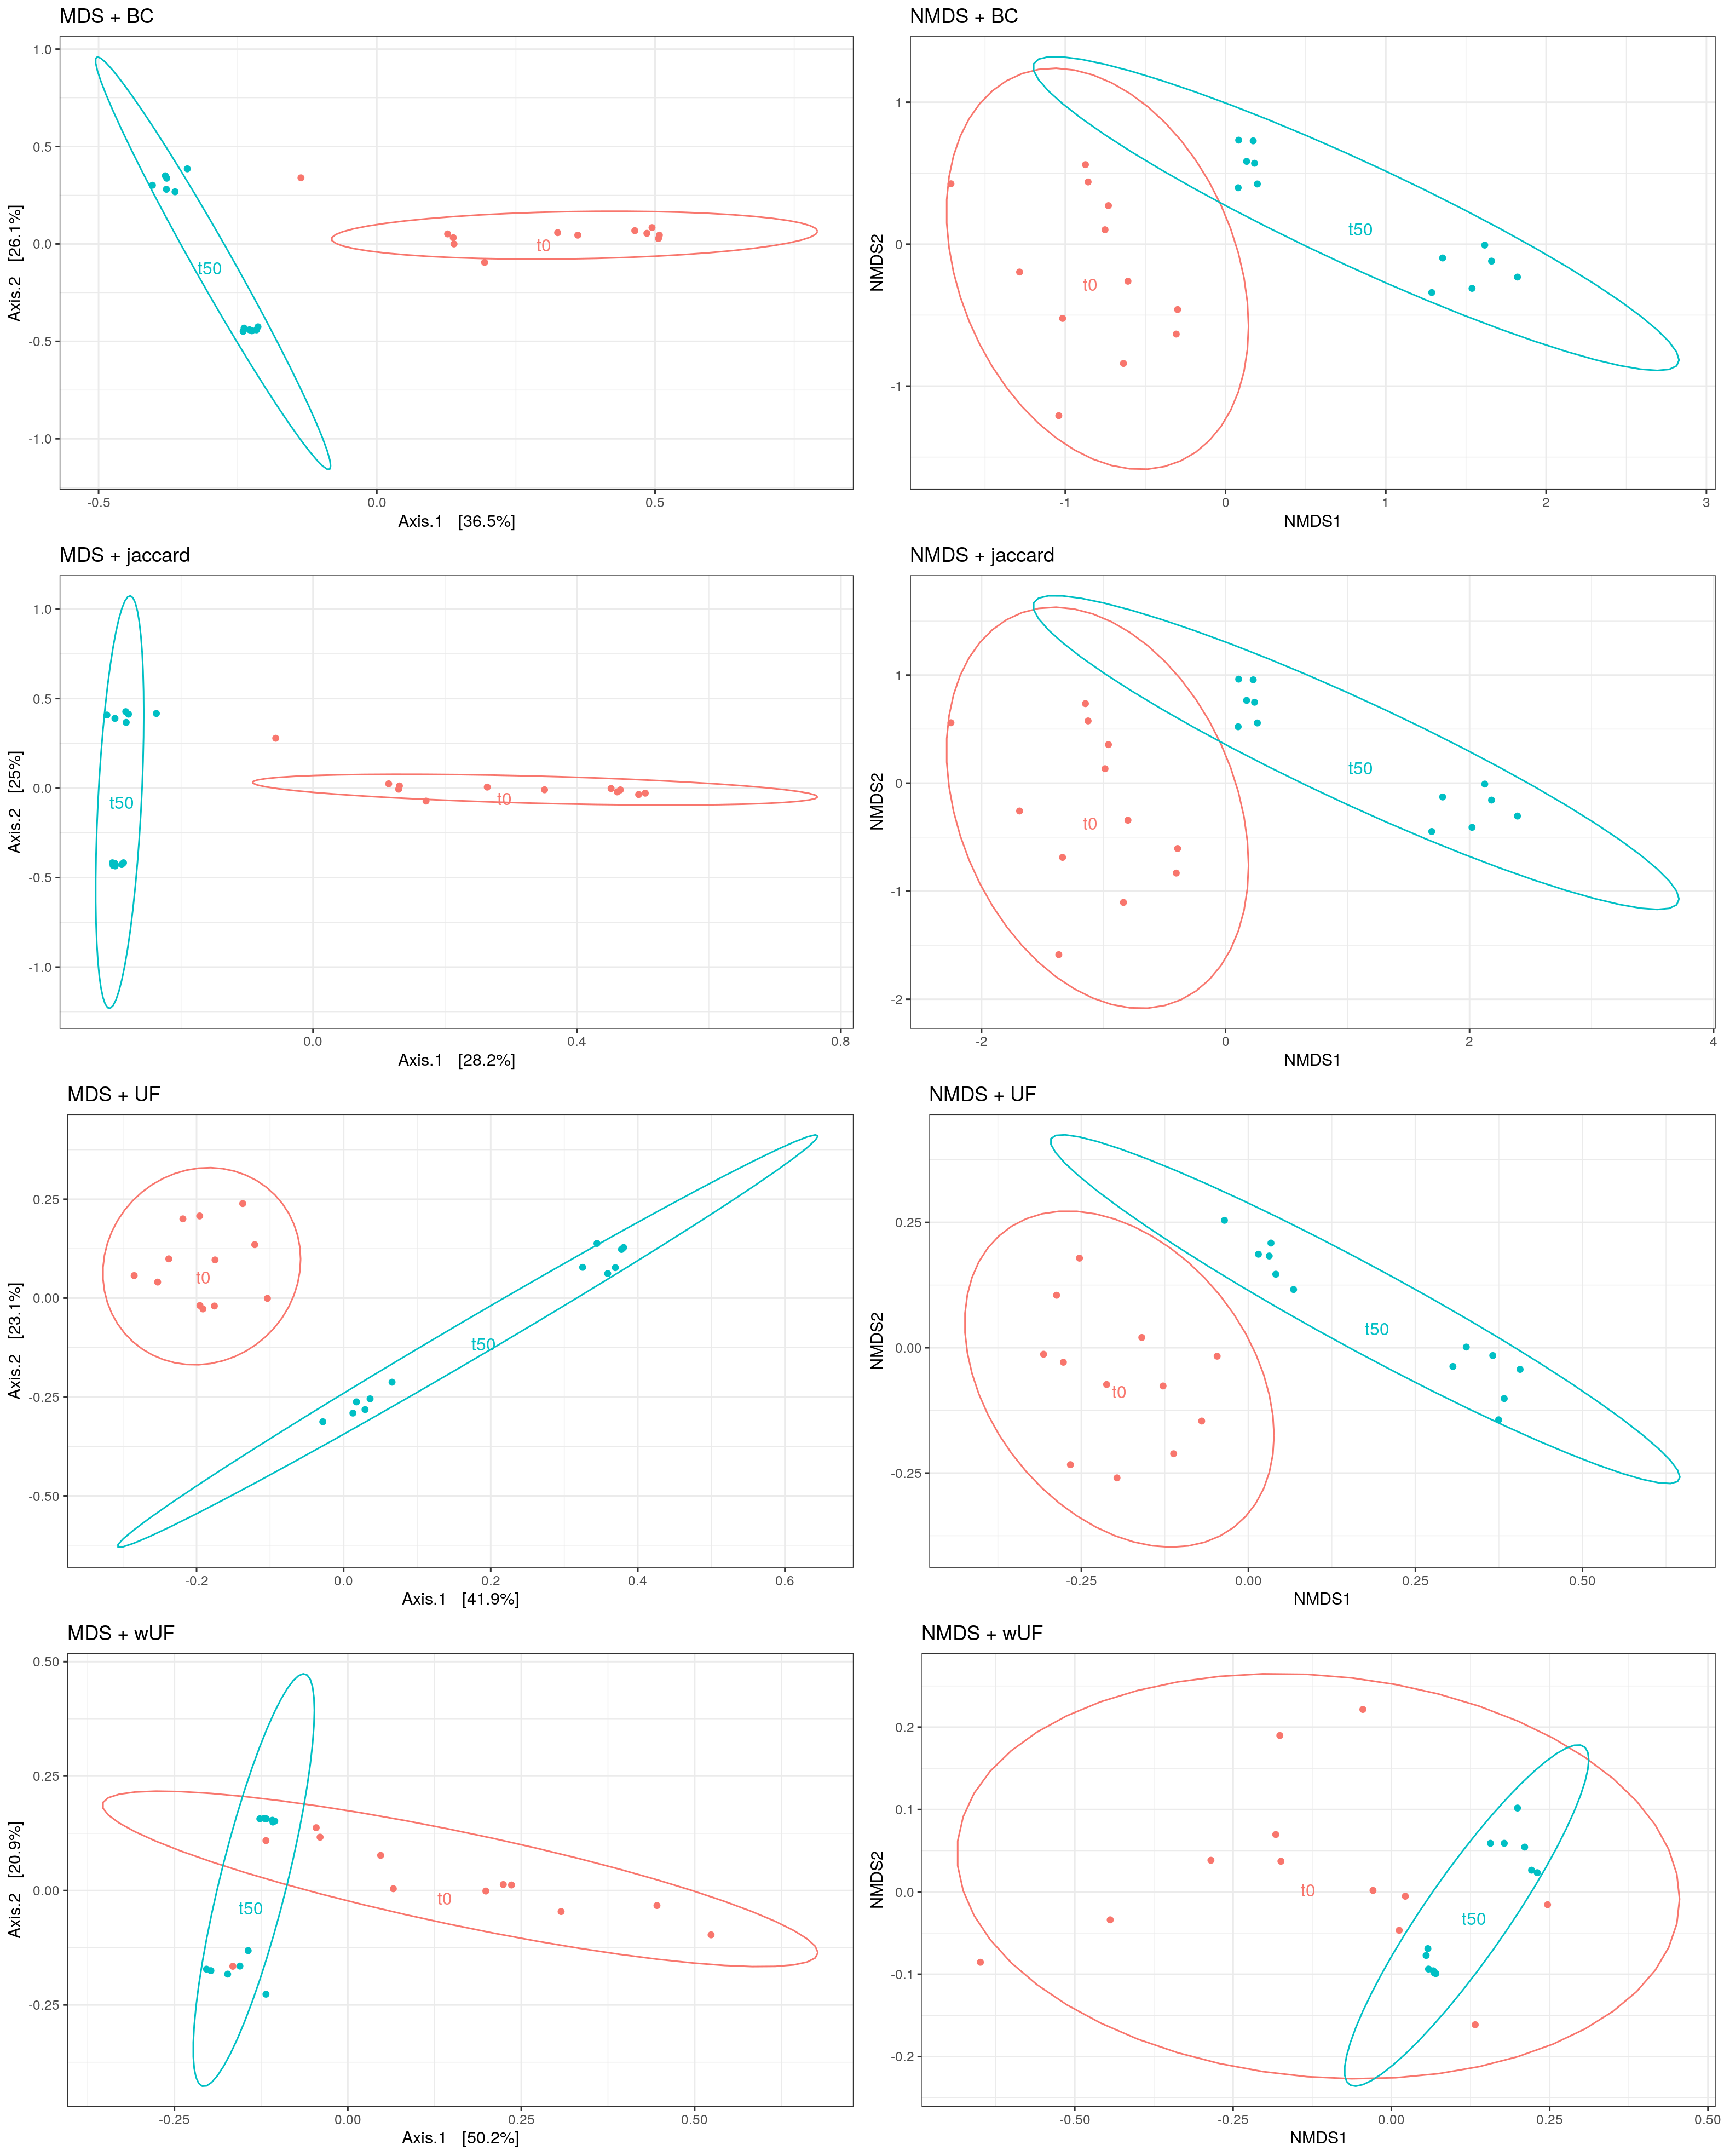 MDS + BC
1.0
0.5
0.0
-0.5
-1.0
Axis.2 [26.1%]
t50
t0
-0.5 0.0 0.5
Axis.1 [36.5%]
NMDS + BC
1
0
-1
NMDS2
t50
t0
-1 0 1 2 3
NMDS1
MDS + jaccard
1.0
0.5
0.0
-0.5
-1.0
Axis.2 [25%]
t50
t0
0.0 0.4 0.8
Axis.1 [28.2%]
NMDS + jaccard
1
0
-1
-2
NMDS2
t50
t0
-2 0 2 4
NMDS1
MDS + UF
0.25
0.00
-0.25
-0.50
Axis.2 [23.1%]
t0
t50
-0.2 0.0 0.2 0.4 0.6
Axis.1 [41.9%]
NMDS + UF
0.25
0.00
-0.25
NMDS2
t50
t0
-0.25 0.00 0.25 0.50
NMDS1
MDS + wUF
0.50
0.25
0.00
-0.25
Axis.2 [20.9%]
t0
t50
-0.25 0.00 0.25 0.50
Axis.1 [50.2%]
NMDS + wUF
0.2
0.1
0.0
-0.1
-0.2
NMDS2
t0
t50
-0.50 -0.25 0.00 0.25 0.50
NMDS1